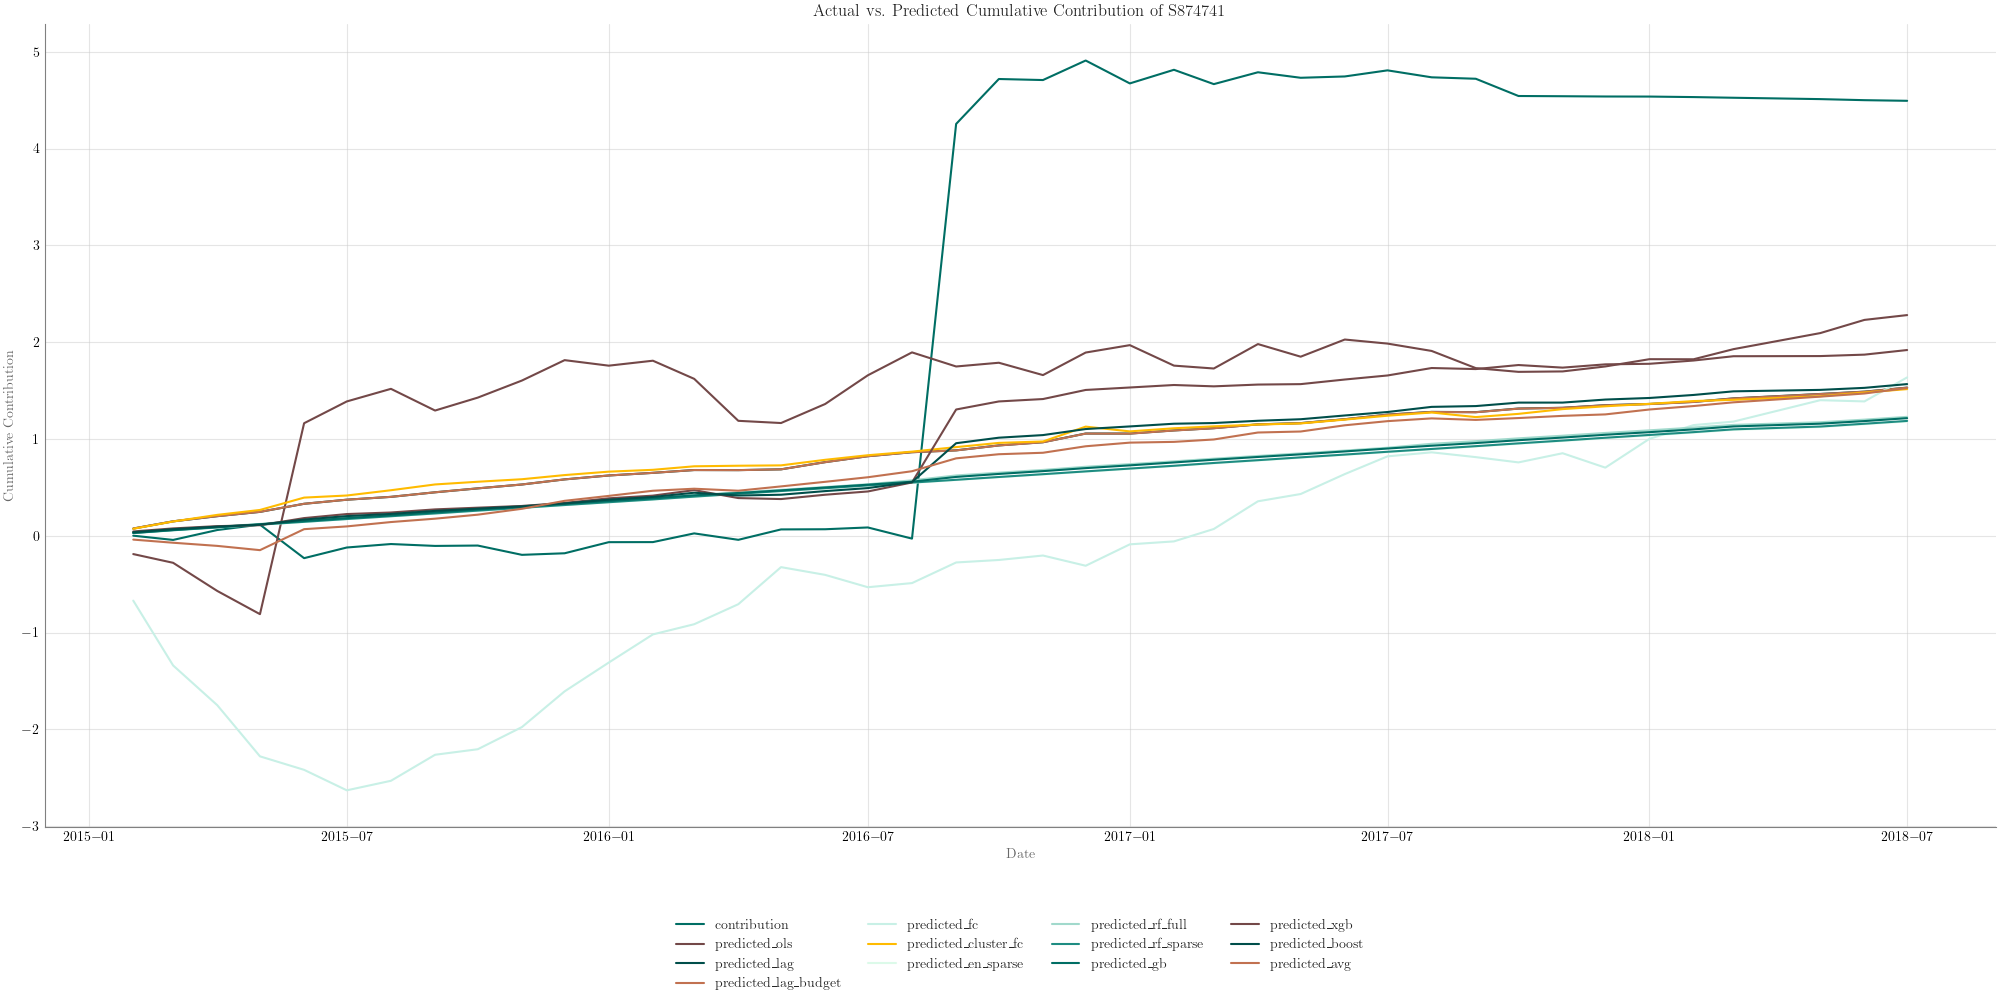 Actual vs. Predicted Cumulative Contribution of S874741
Cumulative Contribution
5
4
3
2
1
0
−1
−2
−3
2015−01 2015−07 2016−01 2016−07 2017−01 2017−07 2018−01 2018−07
Date
contribution predicted_fc predicted_rf_full predicted_xgb
predicted_ols predicted_cluster_fc predicted_rf_sparse predicted_boost
predicted_lag predicted_en_sparse predicted_gb predicted_avg
predicted_lag_budget